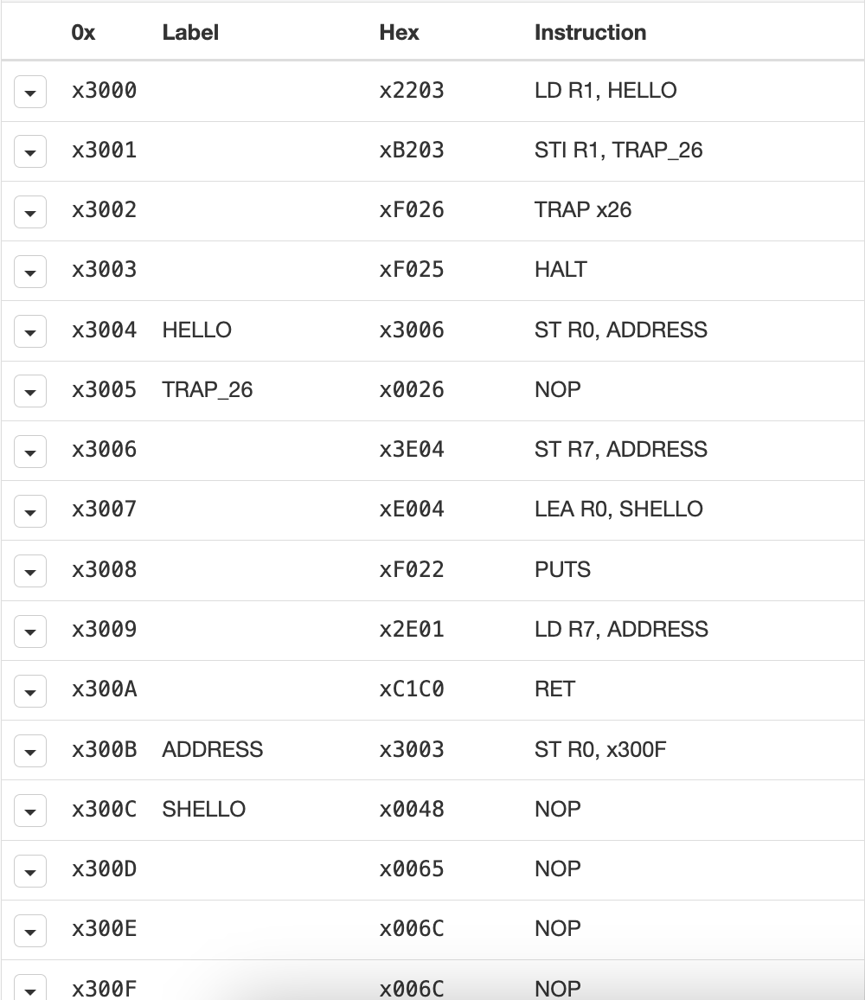 0x Label Hex Instruction
x3000 x2203 LD R1, HELLO
x3001 xB203 STI R1, TRAP_26
x3002 xF026 TRAP x26
x3003 xF025 HALT
x3004 HELLO x3006 ST R0, ADDRESS
x3005 TRAP_26 x0026 NOP
x3006 x3E04 ST R7, ADDRESS
x3007 xE004 LEA R0, SHELLO
x3008 xF022 PUTS
x3009 x2E01 LD R7, ADDRESS
x300A xC1C0 RET
x300B ADDRESS x3003 ST R0, x300F
x300C SHELLO x0048 NOP
x300D x0065 NOP
x300E x006C NOP
x300F x006C NOP